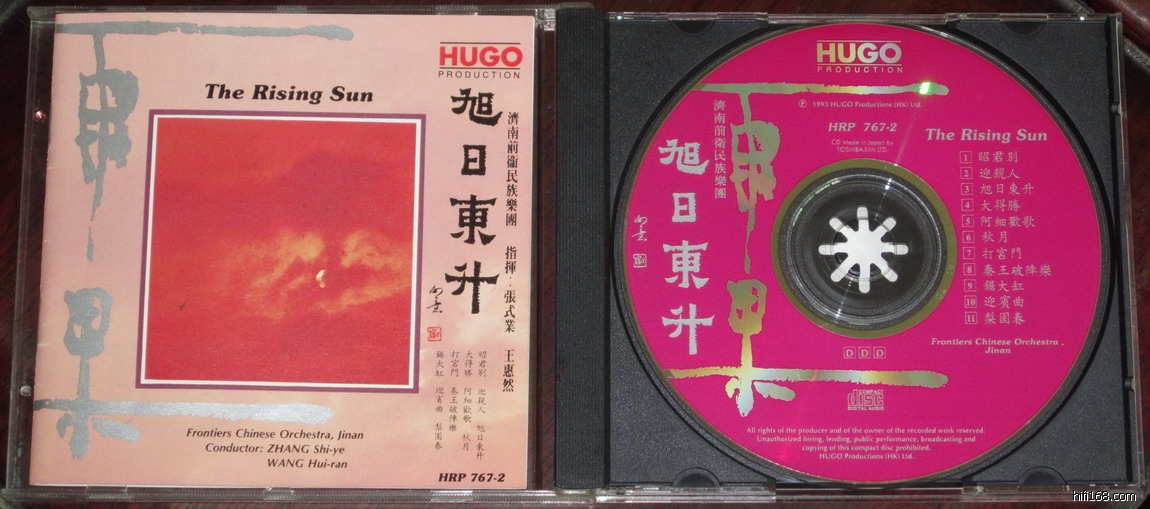 HUGO
PRODUCTION
The Rising Sun
旭日東升
濟南前衛民族樂團 指揮：張式業 王惠然
昭君別 迎親人 旭日東升
大得勝 阿細歡歌 秋月
打宮門 秦王破陣樂
鋦大缸 迎賓曲 梨園春
Frontiers Chinese Orchestra, Jinan
Conductor: ZHANG Shi-ye
WANG Hui-ran
HRP 767-2
HUGO
PRODUCTION
Ⓟ 1993 HUGO Productions (HK) Ltd.
HRP 767-2
CD Made in Japan by
TOSHIBA-EMI LTD.
濟南前衛民族樂團
旭日東升
The Rising Sun
1 昭君別
2 迎親人
3 旭日東升
4 大得勝
5 阿細歡歌
6 秋月
7 打宮門
8 秦王破陣樂
9 鋦大缸
10 迎賓曲
11 梨園春
Frontiers Chinese Orchestra,
Jinan
D D D
COMPACT
disc
DIGITAL AUDIO
All rights of the producer and of the owner of the recorded work reserved.
Unauthorized hiring, lending, public performance, broadcasting and
copying of this compact disc prohibited.
HUGO Productions (HK) Ltd.
hifi168.com